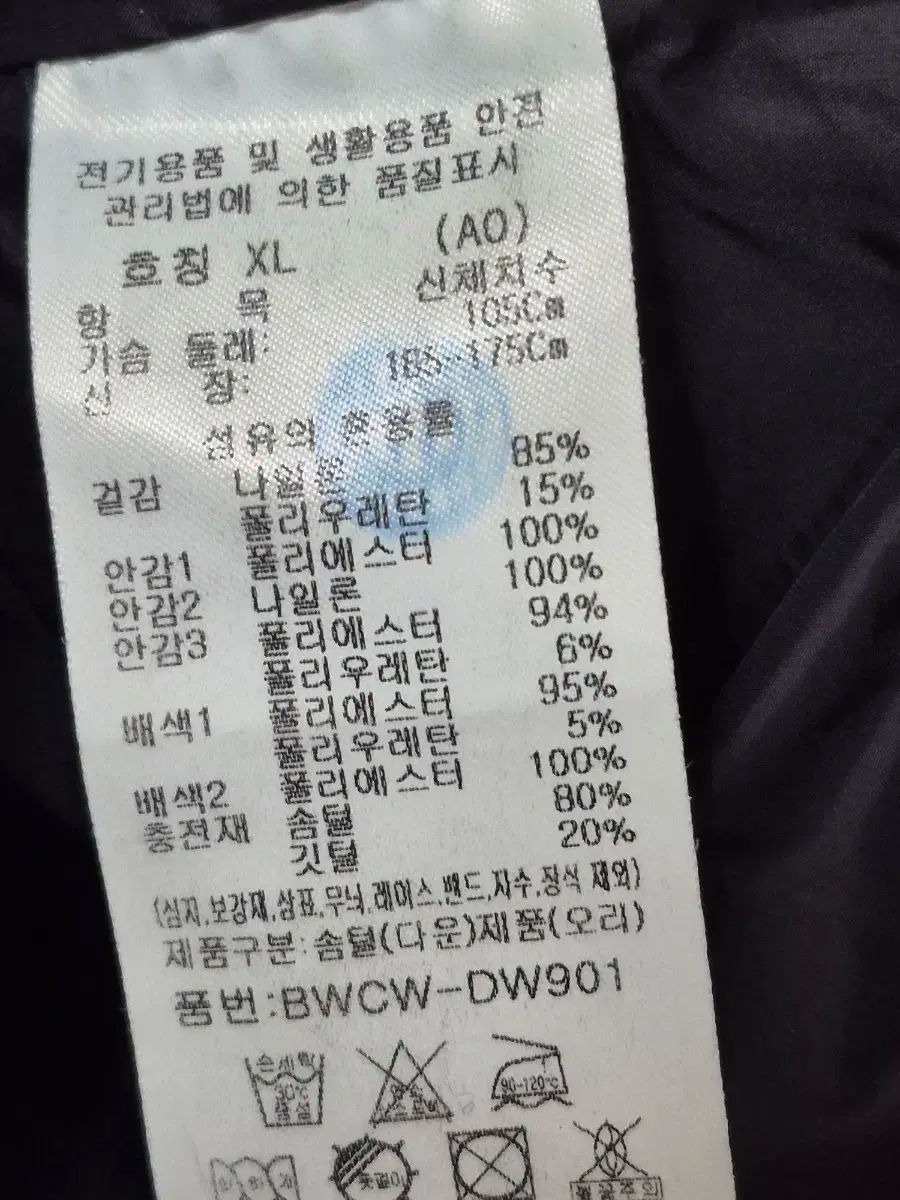 전기용품 및 생활용품 안전
관리법에 의한 품질표시
호칭 XL (AO)
항 목 신체치수
가슴 둘레: 105Cm
신 장: 165~175Cm
섬유의 혼용률
겉감 나일론 85%
폴리우레탄 15%
안감1 폴리에스터 100%
안감2 나일론 100%
안감3 폴리에스터 94%
폴리우레탄 6%
배색1 폴리에스터 95%
폴리우레탄 5%
배색2 폴리에스터 100%
충전재 솜털 80%
깃털 20%
(심지,보강재,상표,무늬,레이스,밴드,자수,장식 제외)
제품구분:솜털(다운)제품(오리)
품번:BWCW-DW901
손세탁
90-120℃